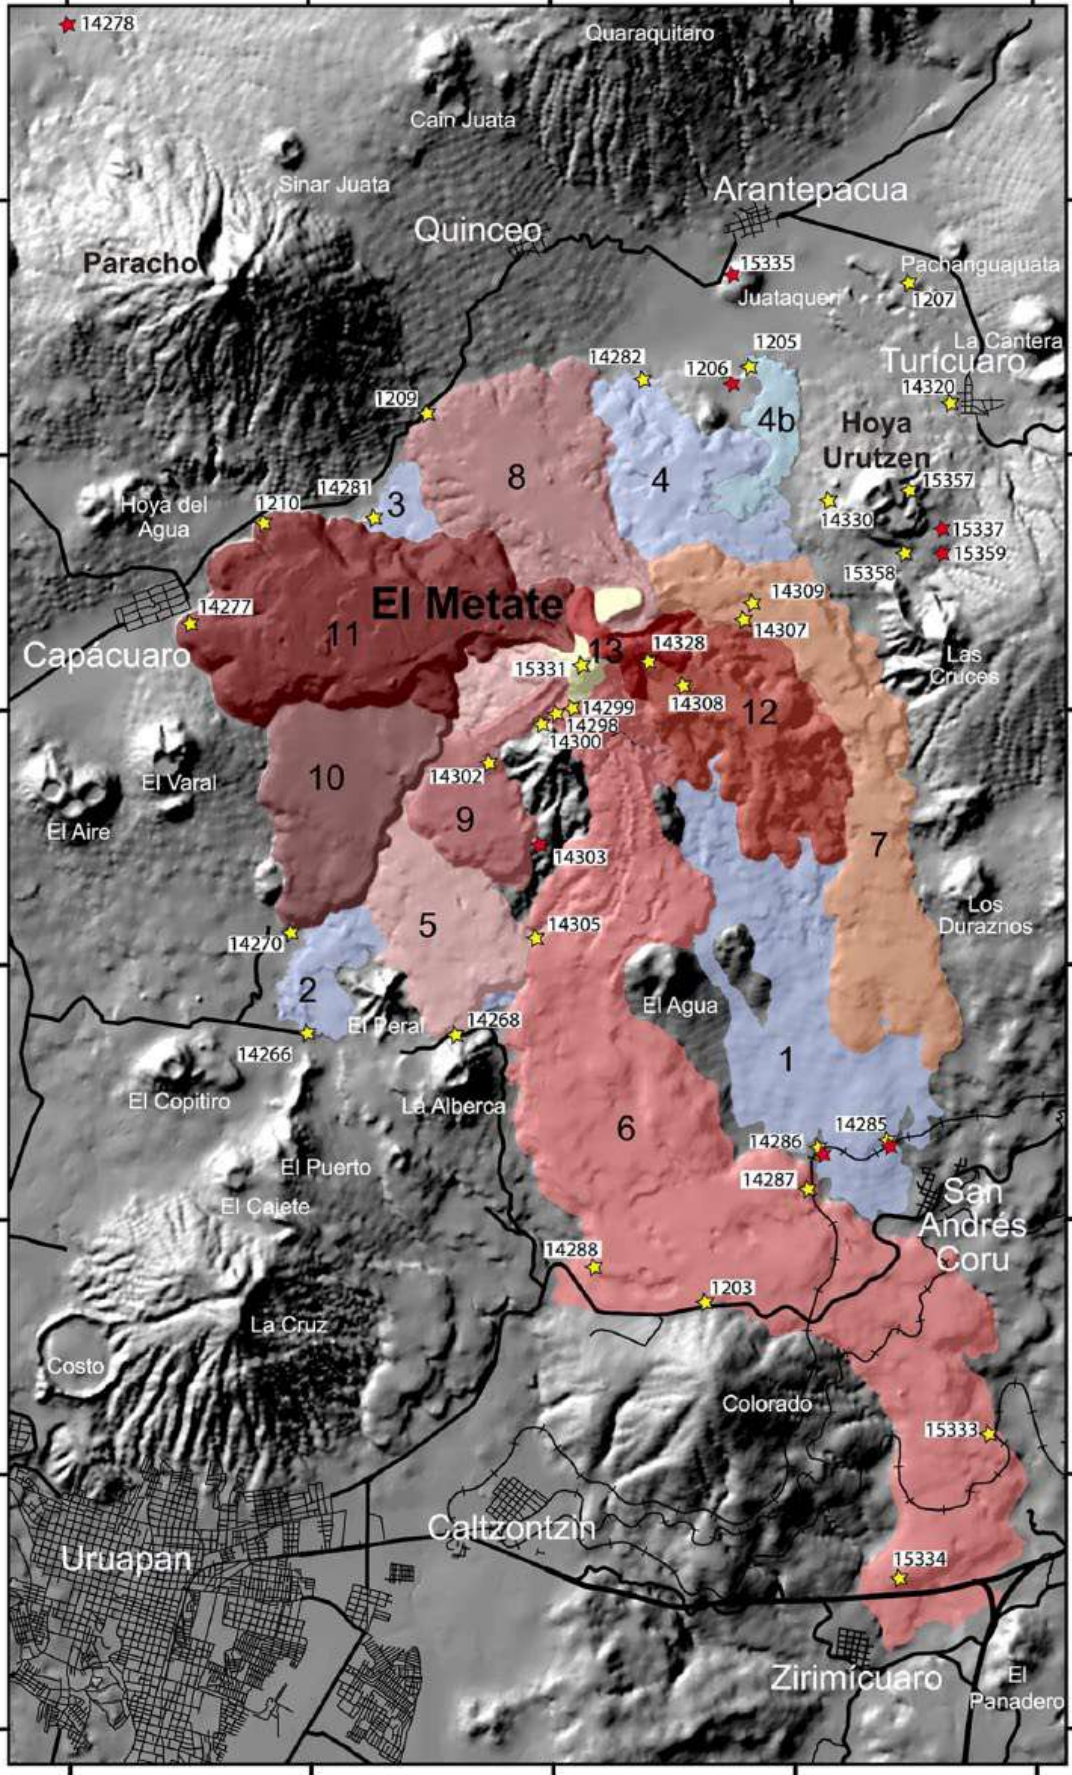 14278
Quaraquitaro
Cain Juata
Sinar Juata
Arantepacua
Quinceo
Paracho
15335
Pachanguajuata
Juataqueri
1207
La Cantera
1205
14282
1206
Turícuaro
14320
1209
4b
Hoya
Urutzen
8
4
14281
3
15357
1210
Hoya del
Agua
14330
15337
15359
15358
14309
El Metate
14277
14307
11
13
14328
Capácuaro
15331
Las
Cruces
14308
14299
12
14298
14300
10
14302
El Varal
9
El Aire
7
14303
Los
Duraznos
5
14305
14270
2
El Agua
14268
El Peral
14266
1
El Copitiro
La Alberca
6
14285
14286
El Puerto
14287
El Cajete
San
Andrés
Coru
14288
1203
La Cruz
Costo
Colorado
15333
Caltzontzin
Uruapan
15334
Zirimícuaro
El
Panadero